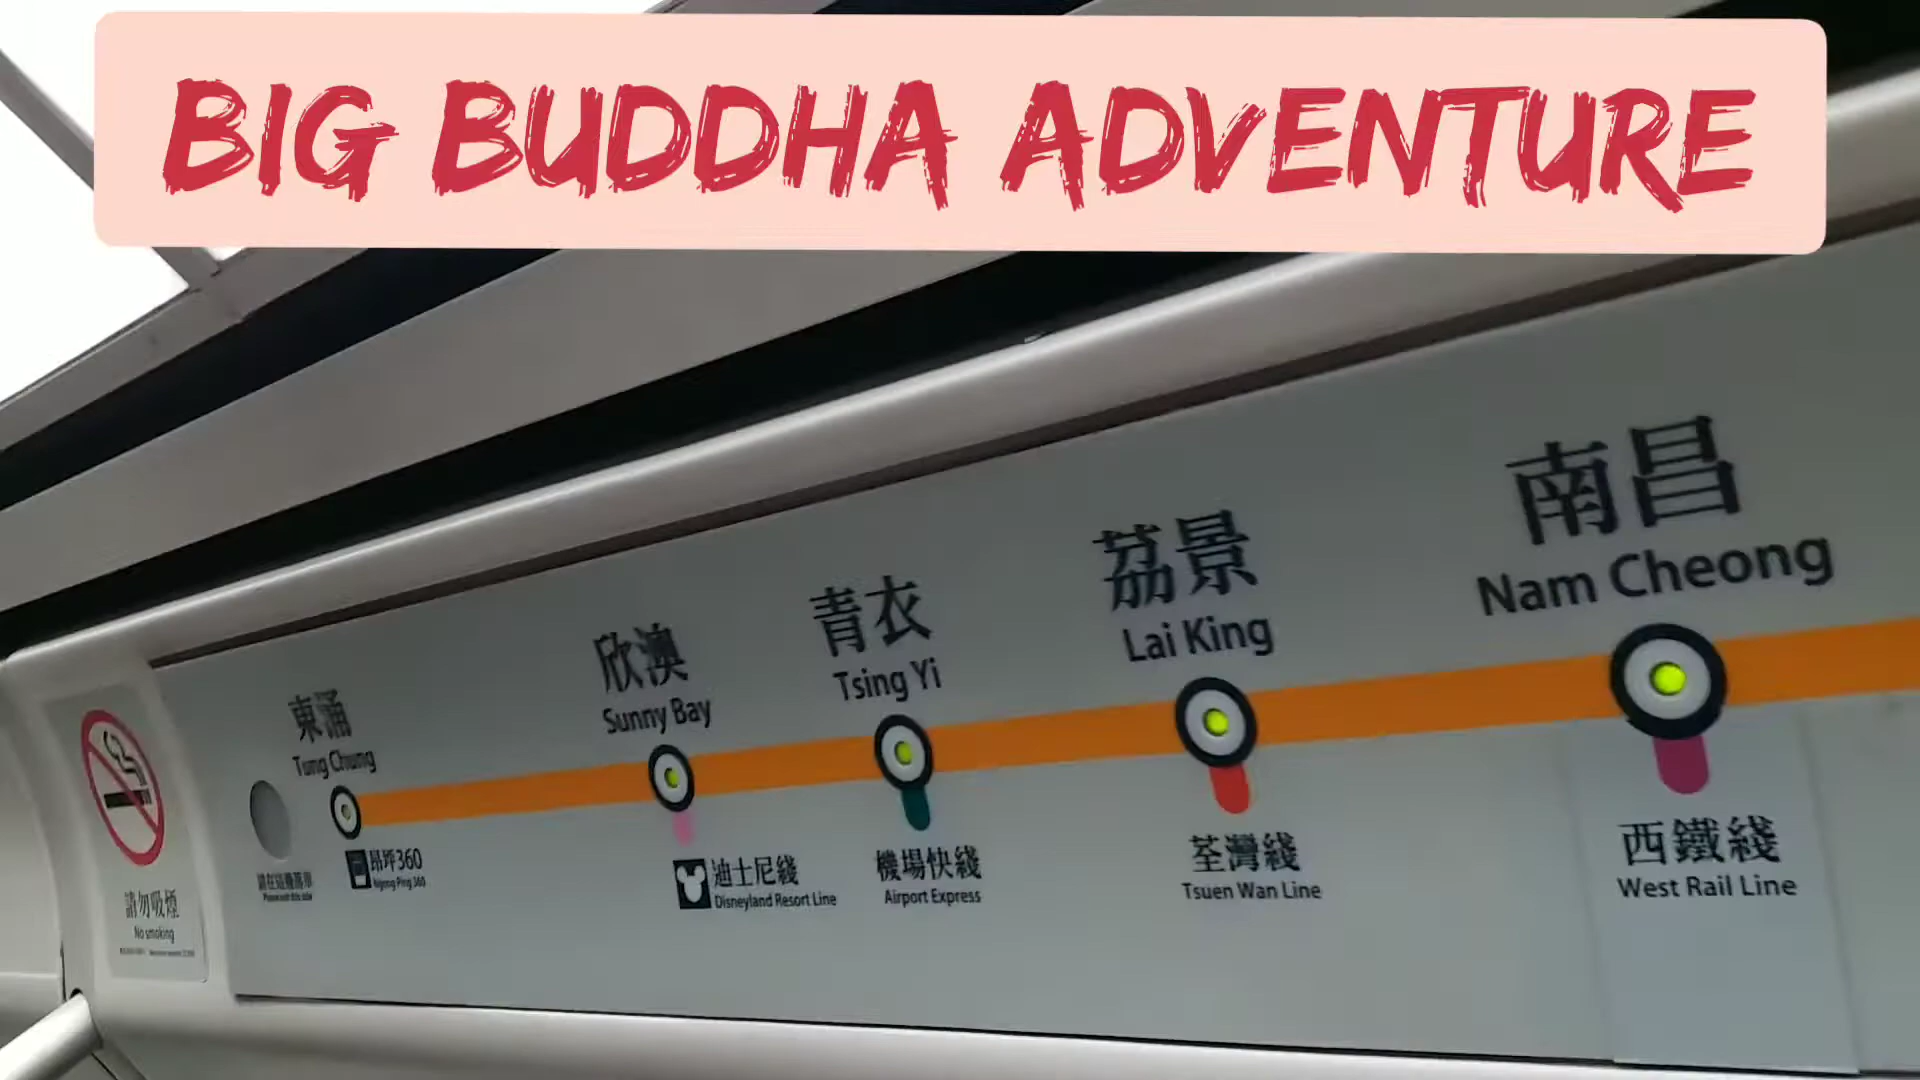 BIG BUDDHA ADVENTURE
南昌
Nam Cheong
荔景
Lai King
青衣
Tsing Yi
欣澳
Sunny Bay
東涌
Tung Chung
昂坪360
Ngong Ping 360
迪士尼綫
Disneyland Resort Line
機場快綫
Airport Express
荃灣綫
Tsuen Wan Line
西鐵綫
West Rail Line
請勿吸煙
No smoking